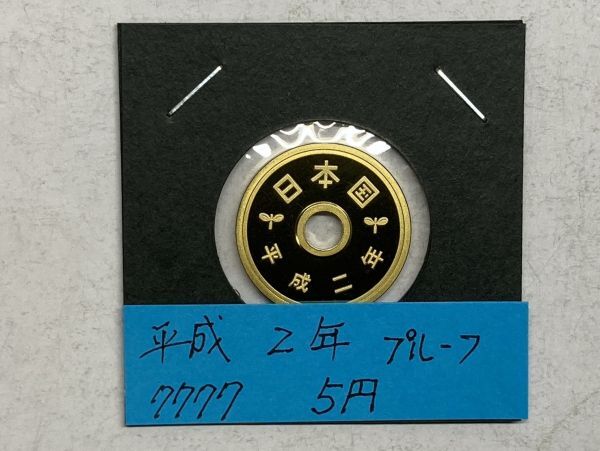 日本国
平成二年
平成 2年 プルーフ
7777 5円